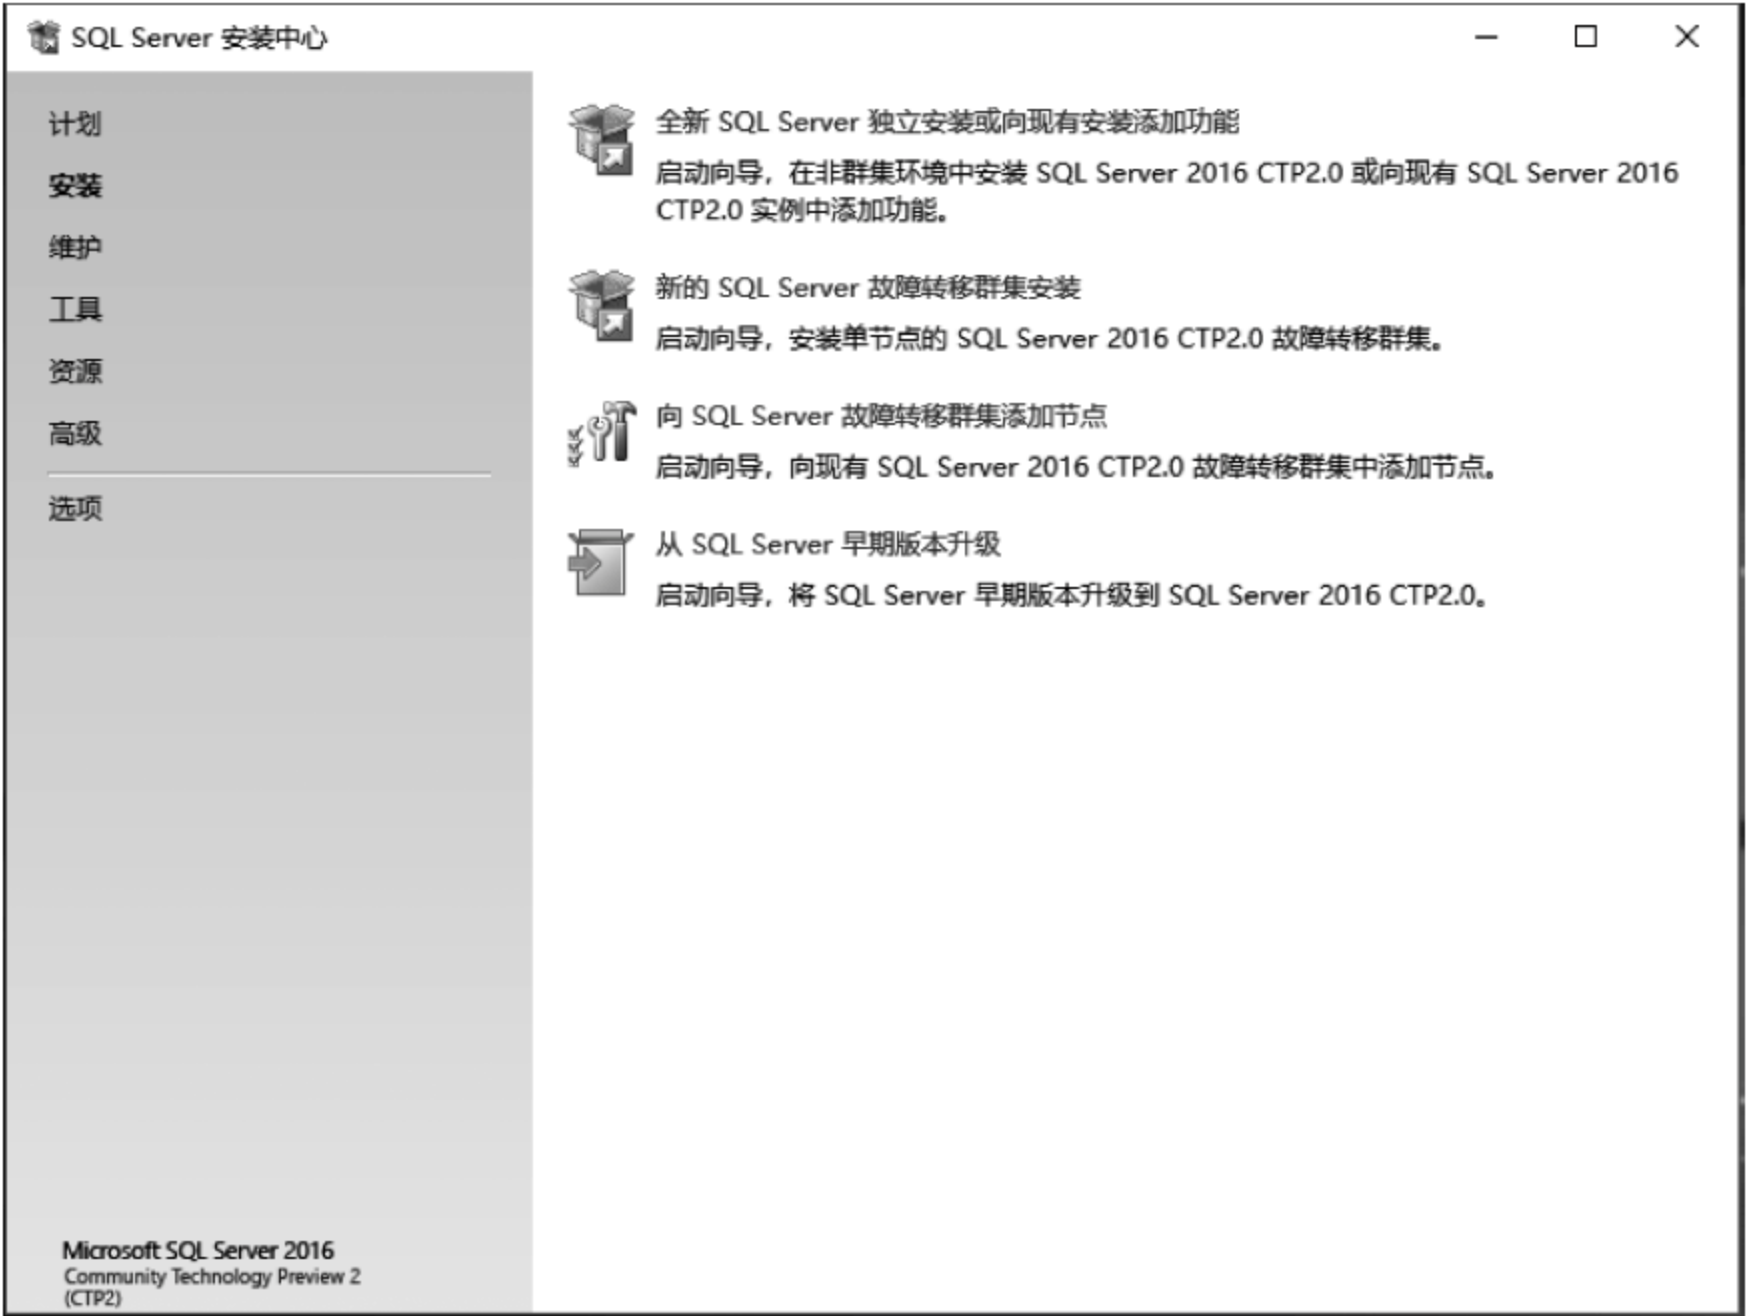 SQL Server 安装中心
计划
安装
维护
工具
资源
高级
选项
全新 SQL Server 独立安装或向现有安装添加功能
启动向导，在非群集环境中安装 SQL Server 2016 CTP2.0 或向现有 SQL Server 2016
CTP2.0 实例中添加功能。
新的 SQL Server 故障转移群集安装
启动向导，安装单节点的 SQL Server 2016 CTP2.0 故障转移群集。
向 SQL Server 故障转移群集添加节点
启动向导，向现有 SQL Server 2016 CTP2.0 故障转移群集中添加节点。
从 SQL Server 早期版本升级
启动向导，将 SQL Server 早期版本升级到 SQL Server 2016 CTP2.0。
Microsoft SQL Server 2016
Community Technology Preview 2
(CTP2)